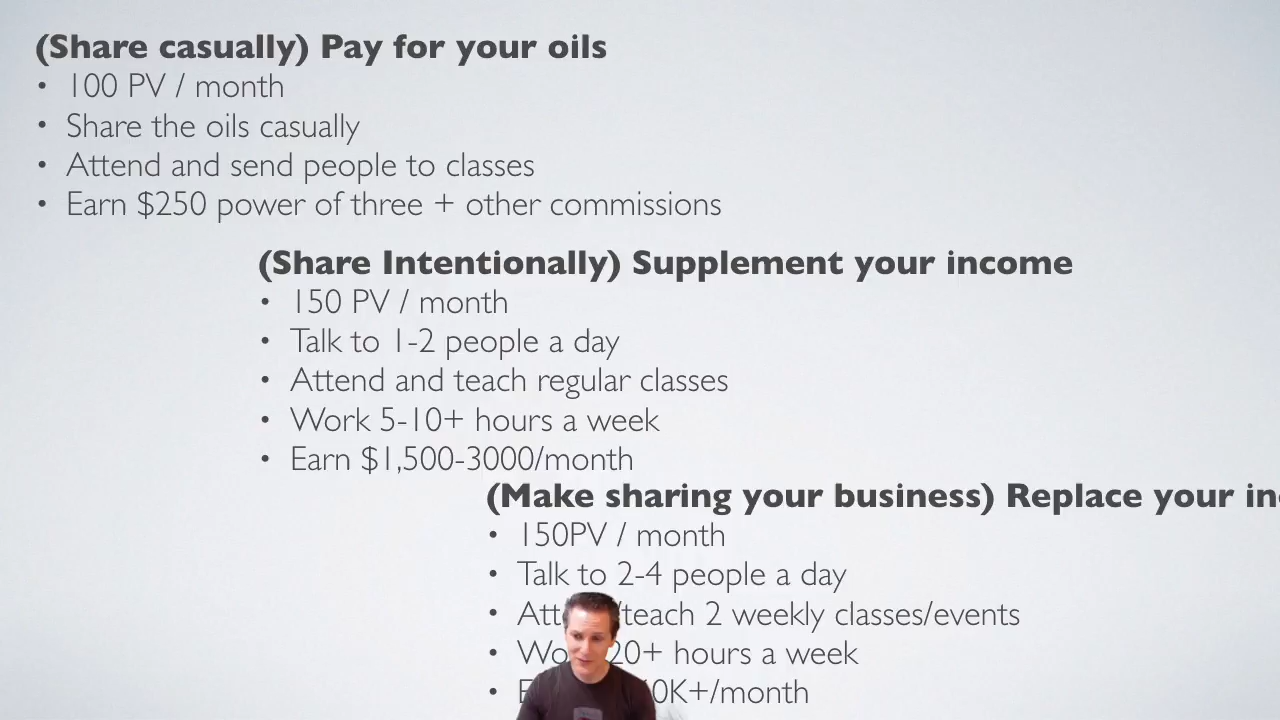 (Share casually) Pay for your oils
• 100 PV / month
• Share the oils casually
• Attend and send people to classes
• Earn $250 power of three + other commissions
(Share Intentionally) Supplement your income
• 150 PV / month
• Talk to 1-2 people a day
• Attend and teach regular classes
• Work 5-10+ hours a week
• Earn $1,500-3000/month
(Make sharing your business) Replace your
• 150PV / month
• Talk to 2-4 people a day
• teach 2 weekly classes/events
• 20+ hours a week
• 0K+/month